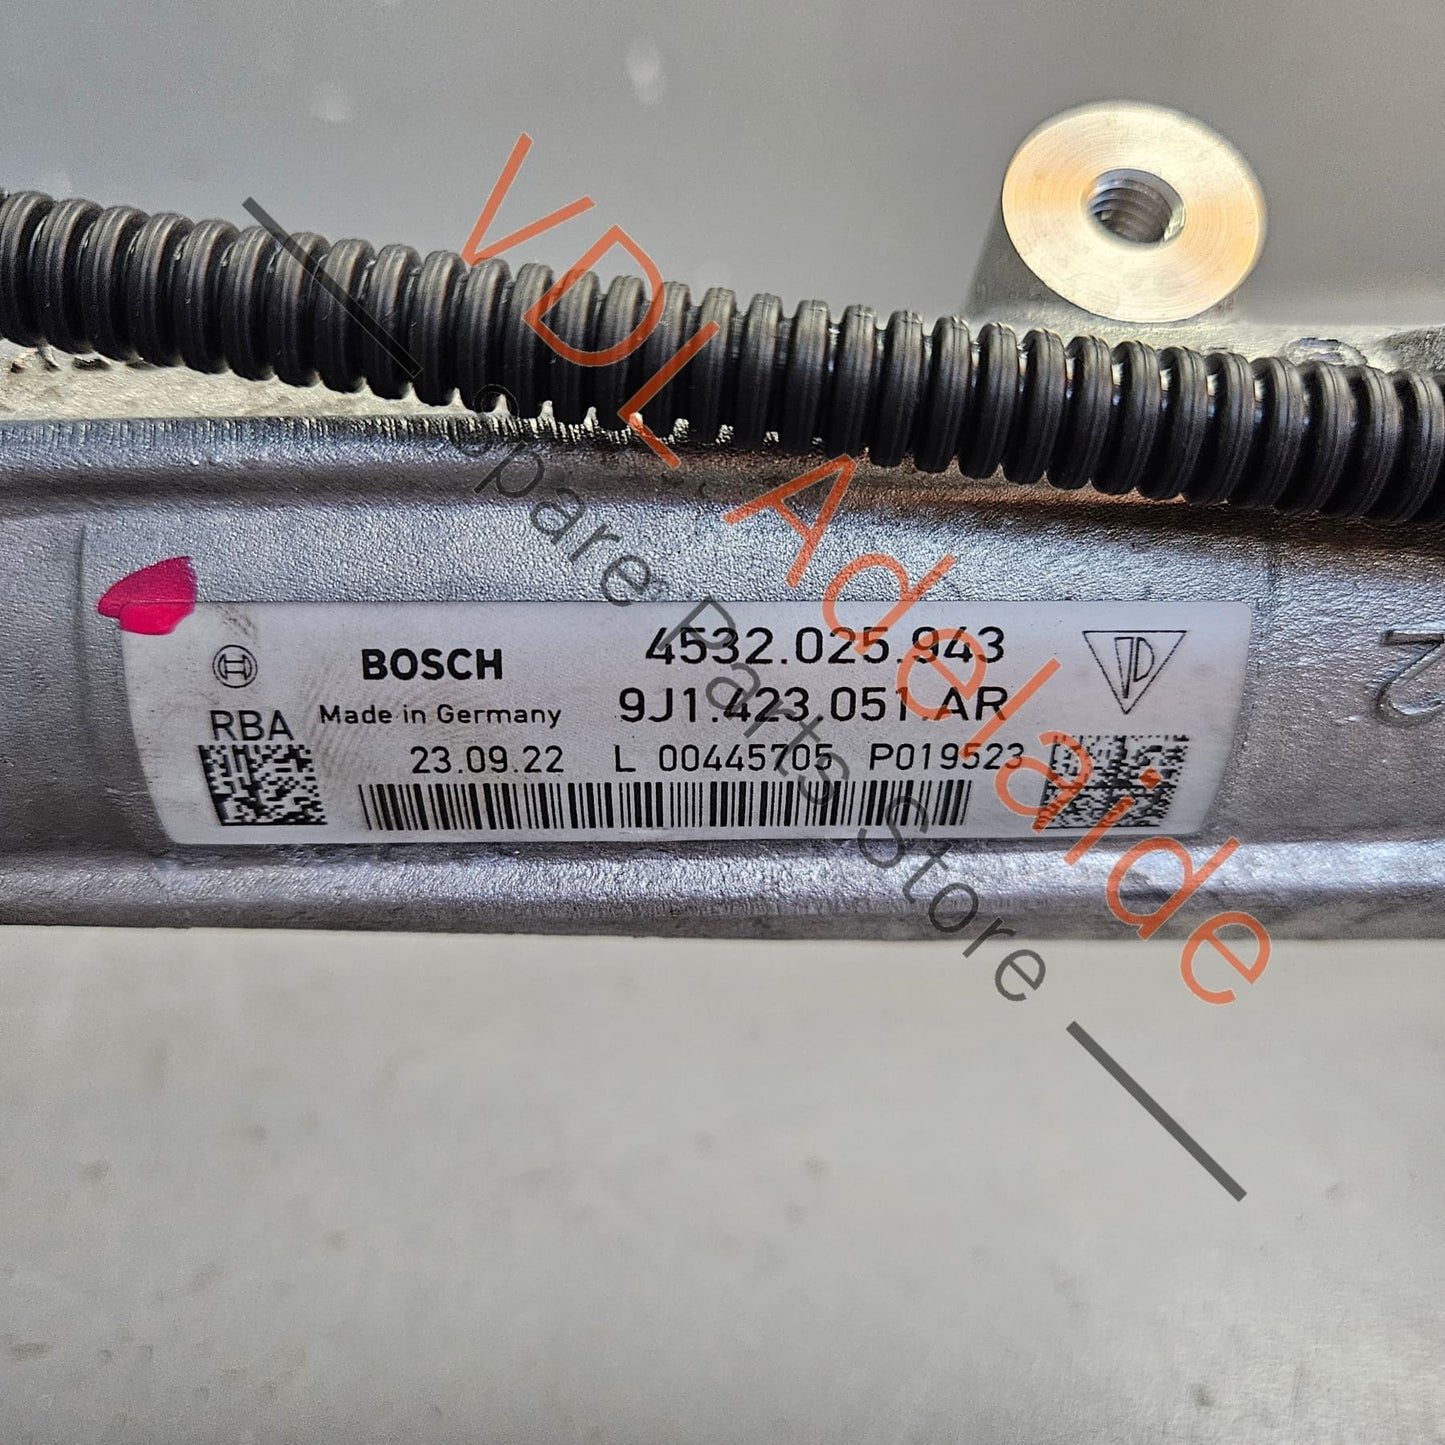 BOSCH
4532.025.943
RBA
Made in Germany
9J1.423.051.AR
23.09.22 L 00445705 P019523
VDL Adelaide
Spare Parts Store
2